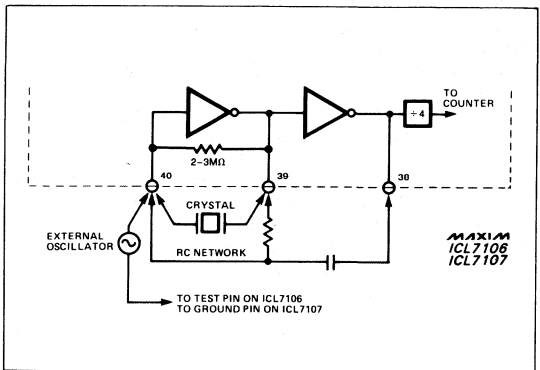 TO
COUNTER
÷4
2-3MΩ
40
39
38
CRYSTAL
EXTERNAL
OSCILLATOR
RC NETWORK
MAXIM
ICL7106
ICL7107
TO TEST PIN ON ICL7106
TO GROUND PIN ON ICL7107